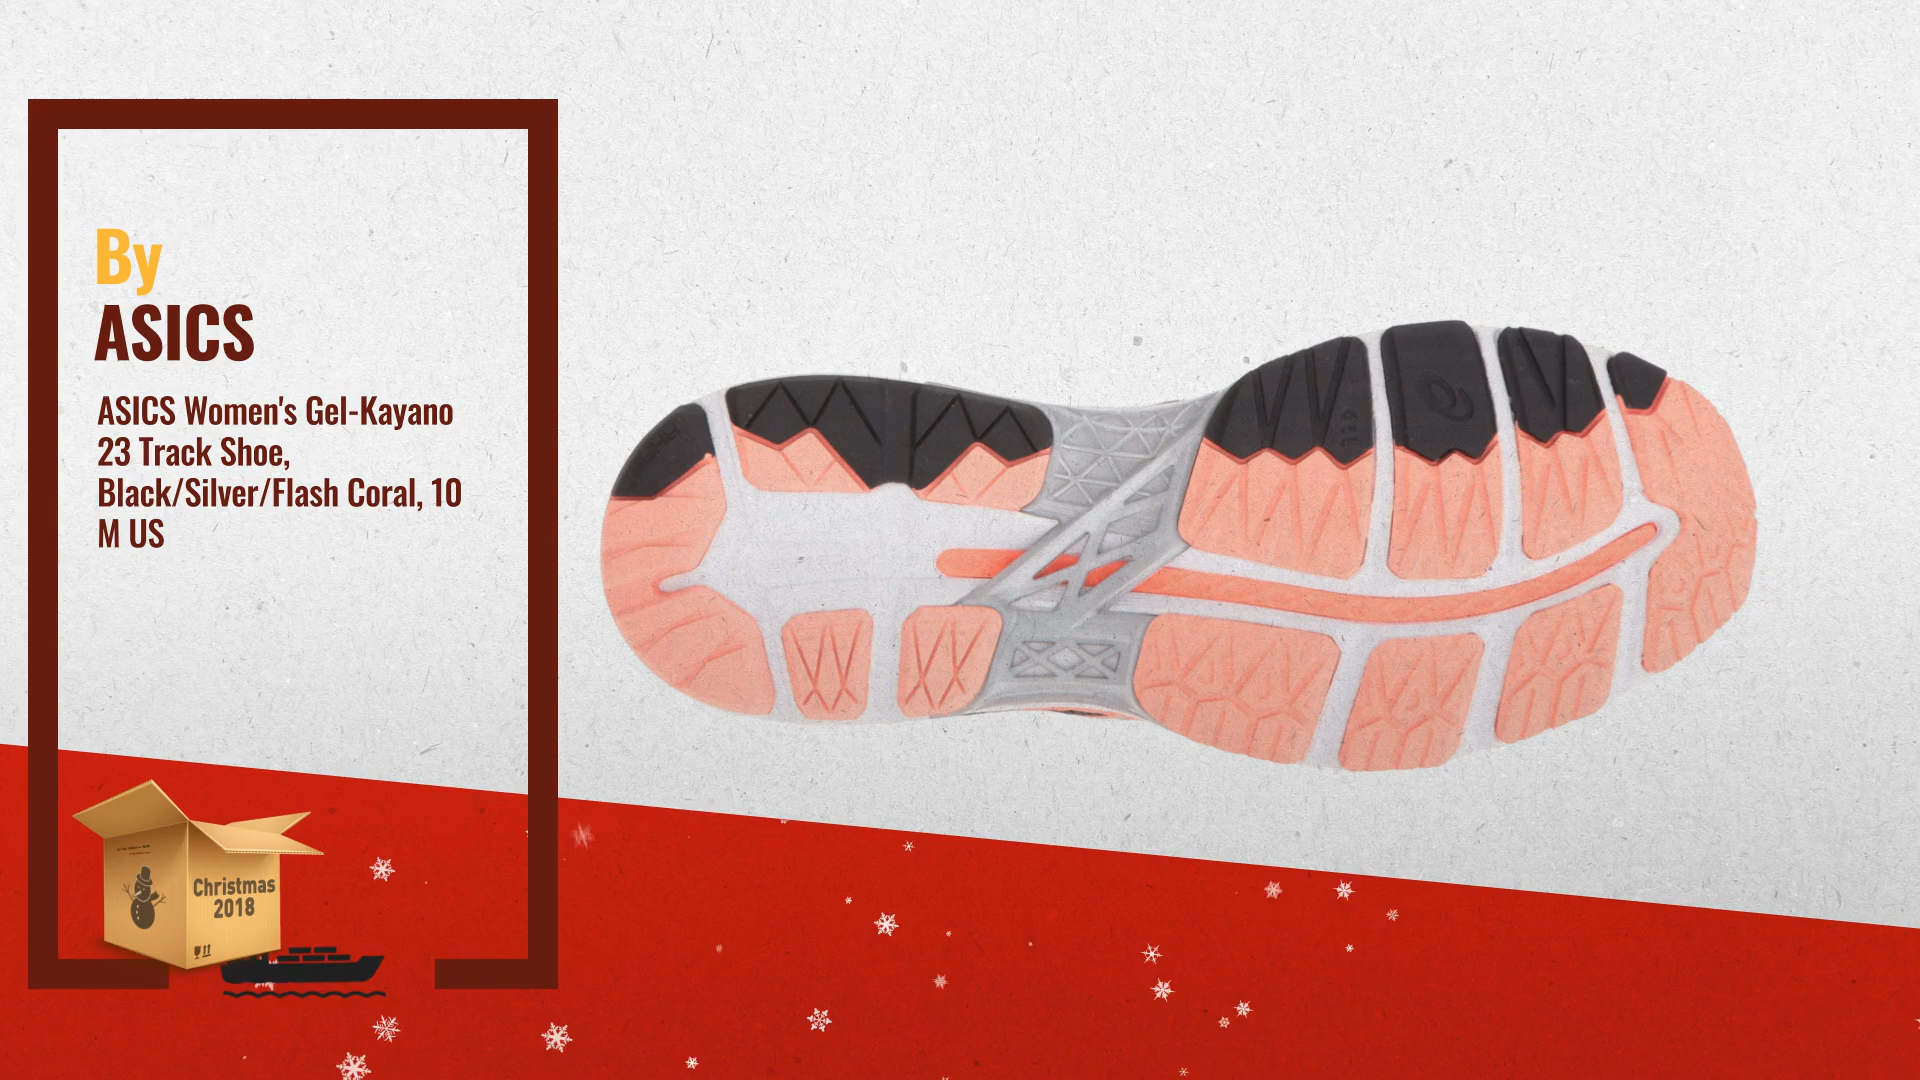 By
ASICS
ASICS Women's Gel-Kayano
23 Track Shoe,
Black/Silver/Flash Coral, 10
M US
Christmas
2018